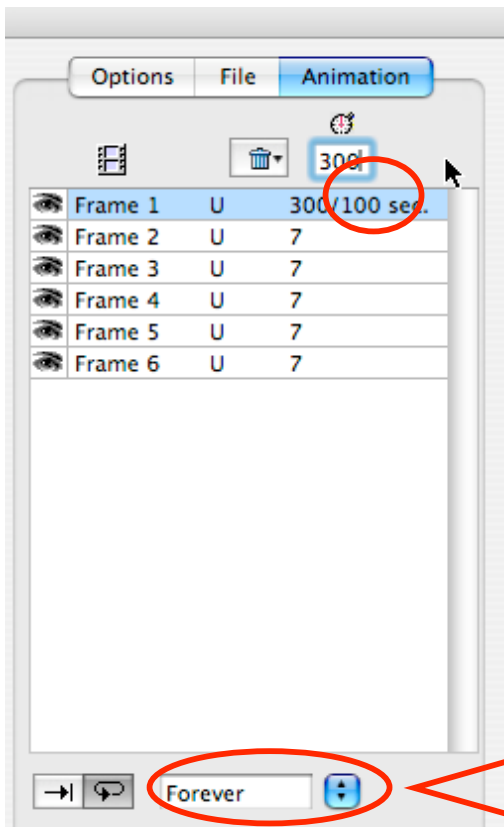 Options File Animation
300
Frame 1 U 300/100 sec.
Frame 2 U 7
Frame 3 U 7
Frame 4 U 7
Frame 5 U 7
Frame 6 U 7
Forever